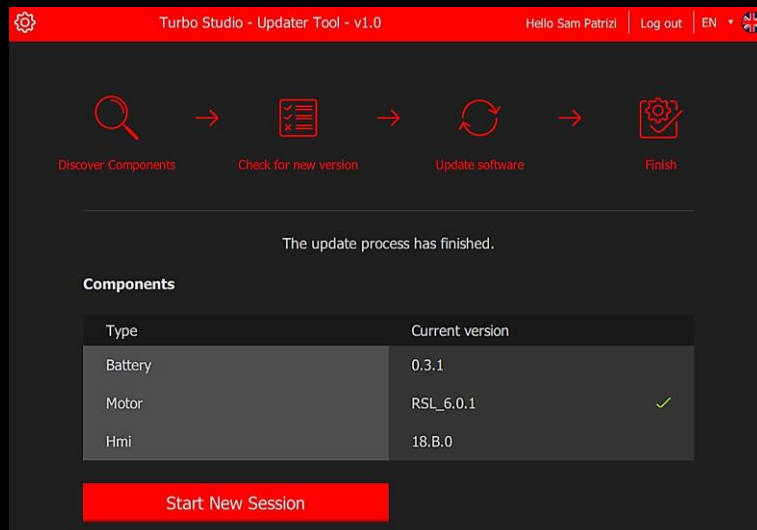 Turbo Studio - Updater Tool - v1.0 Hello Sam Patrizi Log out EN
Discover Components Check for new version Update software Finish
The update process has finished.
Components
Type Current version
Battery 0.3.1
Motor RSL_6.0.1
Hmi 18.B.0
Start New Session